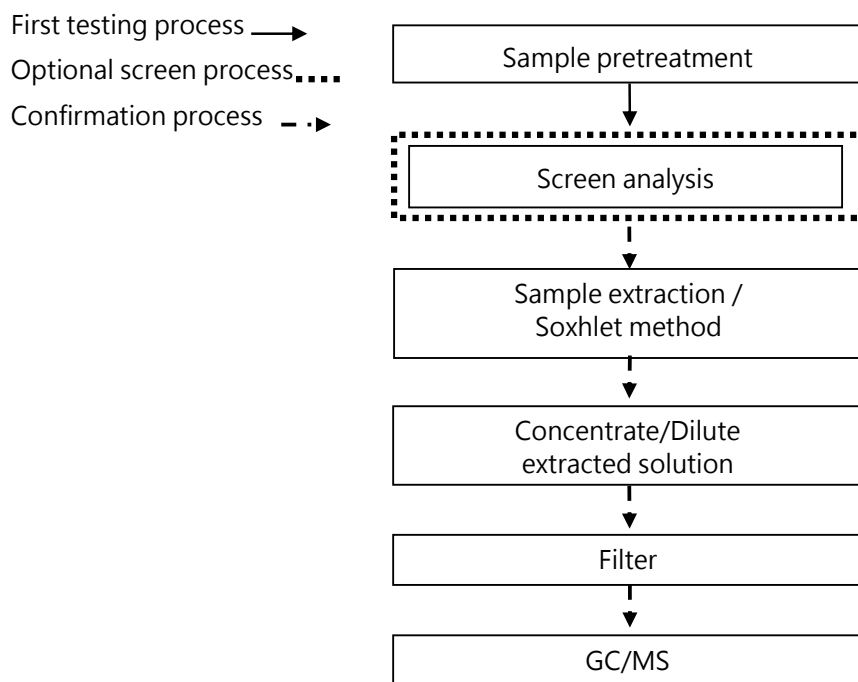 First testing process
Optional screen process
Confirmation process
Sample pretreatment
Screen analysis
Sample extraction /
Soxhlet method
Concentrate/Dilute
extracted solution
Filter
GC/MS